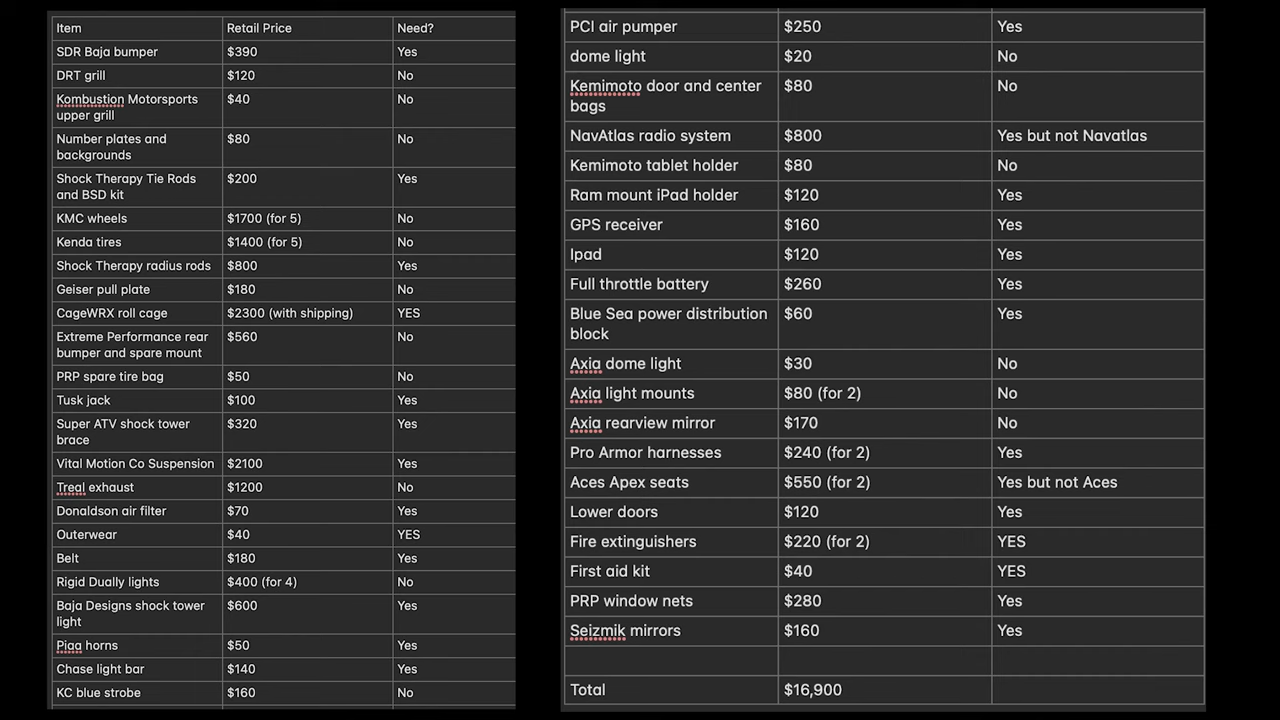 Item Retail Price Need?
SDR Baja bumper $390 Yes
DRT grill $120 No
Kombustion Motorsports $40 No
upper grill
Number plates and $80 No
backgrounds
Shock Therapy Tie Rods $200 Yes
and BSD kit
KMC wheels $1700 (for 5) No
Kenda tires $1400 (for 5) No
Shock Therapy radius rods $800 Yes
Geiser pull plate $180 No
CageWRX roll cage $2300 (with shipping) YES
Extreme Performance rear $560 No
bumper and spare mount
PRP spare tire bag $50 No
Tusk jack $100 Yes
Super ATV shock tower $320 Yes
brace
Vital Motion Co Suspension $2100 Yes
Treal exhaust $1200 No
Donaldson air filter $70 Yes
Outerwear $40 YES
Belt $180 Yes
Rigid Dually lights $400 (for 4) No
Baja Designs shock tower $600 Yes
light
Piaa horns $50 Yes
Chase light bar $140 Yes
KC blue strobe $160 No
PCI air pumper $250 Yes
dome light $20 No
Kemimoto door and center $80 No
bags
NavAtlas radio system $800 Yes but not Navatlas
Kemimoto tablet holder $80 No
Ram mount iPad holder $120 Yes
GPS receiver $160 Yes
Ipad $120 Yes
Full throttle battery $260 Yes
Blue Sea power distribution $60 Yes
block
Axia dome light $30 No
Axia light mounts $80 (for 2) No
Axia rearview mirror $170 No
Pro Armor harnesses $240 (for 2) Yes
Aces Apex seats $550 (for 2) Yes but not Aces
Lower doors $120 Yes
Fire extinguishers $220 (for 2) YES
First aid kit $40 YES
PRP window nets $280 Yes
Seizmik mirrors $160 Yes
Total $16,900